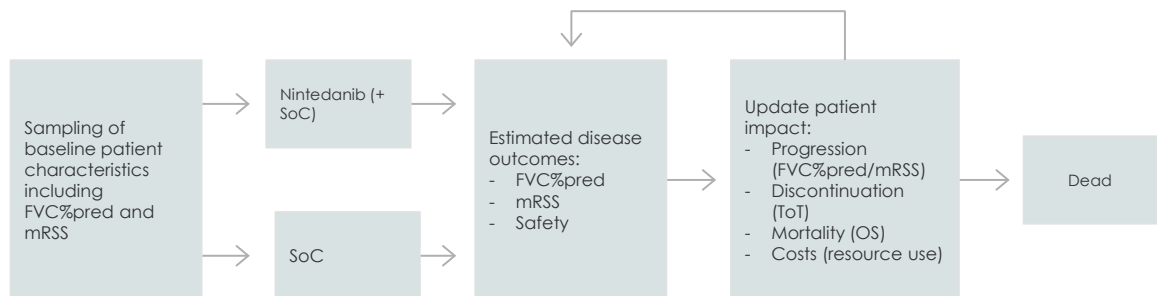 Sampling of
baseline patient
characteristics
including
FVC%pred and
mRSS
Nintedanib (+
SoC)
SoC
Estimated disease
outcomes:
- FVC%pred
- mRSS
- Safety
Update patient
impact:
- Progression
(FVC%pred/mRSS)
- Discontinuation
(ToT)
- Mortality (OS)
- Costs (resource use)
Dead